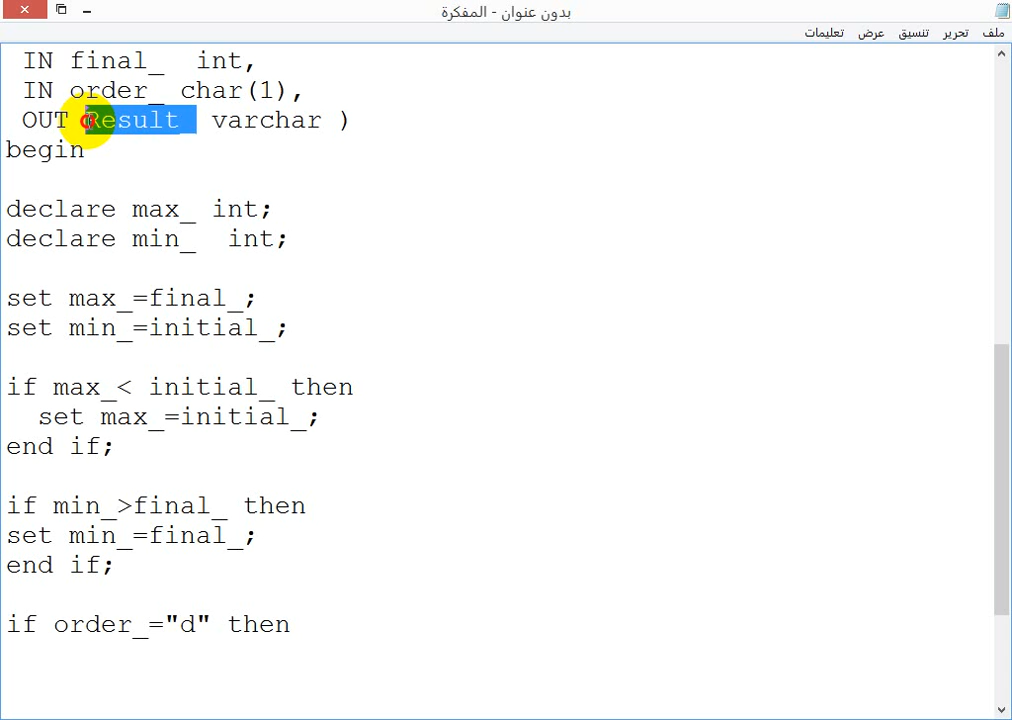 بدون عنوان - المفكرة
ملف تحرير تنسيق عرض تعليمات
IN final_  int,
IN order_ char(1),
OUT Result_ varchar )
begin
declare max_ int;
declare min_  int;
set max_=final_;
set min_=initial_;
if max_< initial_ then
set max_=initial_;
end if;
if min_>final_ then
set min_=final_;
end if;
if order_="d" then